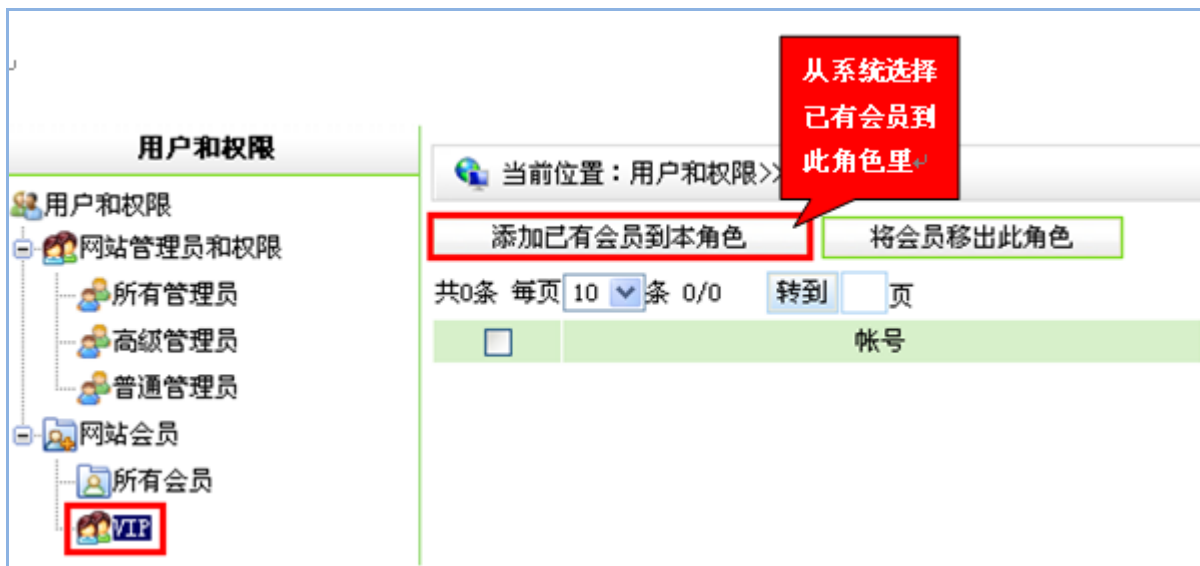 从系统选择
已有会员到
此角色里
用户和权限
当前位置：用户和权限>>
用户和权限
添加已有会员到本角色 将会员移出此角色
网站管理员和权限
所有管理员
共0条 每页 10 条 0/0 转到 页
高级管理员
帐号
普通管理员
网站会员
所有会员
VIP